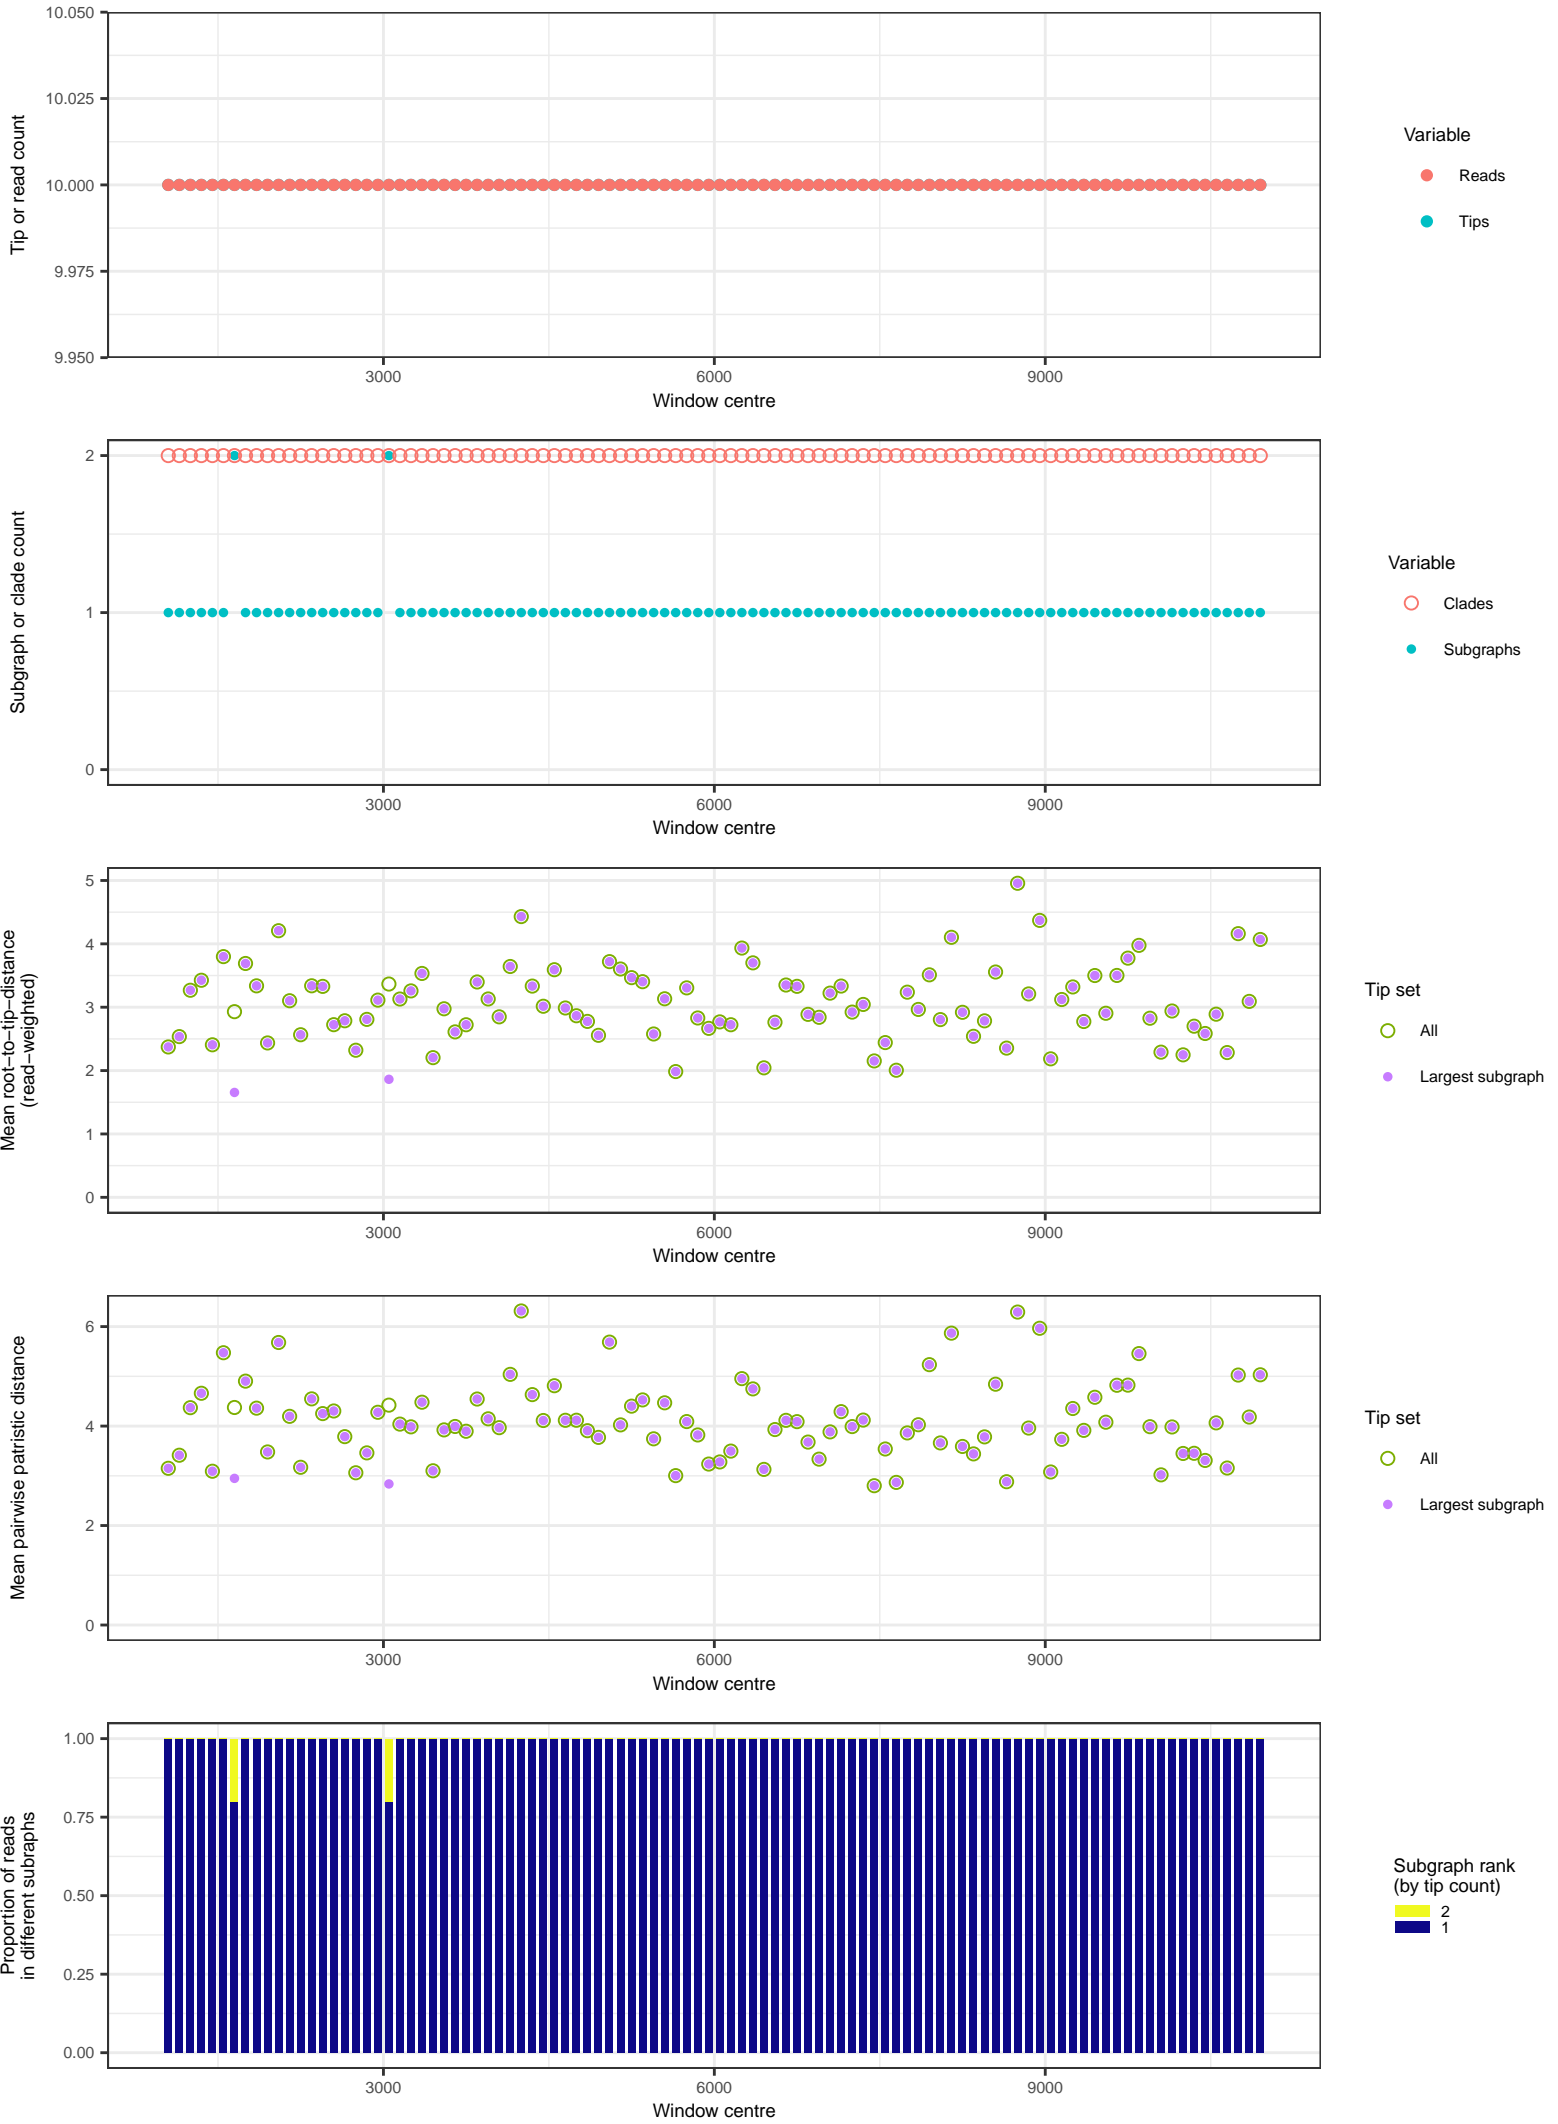 10.050
10.025
10.000
9.975
9.950
Tip or read count
3000
6000
9000
Window centre
Variable
Reads
Tips
2
1
0
Subgraph or clade count
3000
6000
9000
Window centre
Variable
Clades
Subgraphs
5
4
3
2
1
0
Mean root−to−tip−distance
(read−weighted)
3000
6000
9000
Window centre
Tip set
All
Largest subgraph
6
4
2
0
Mean pairwise patristic distance
3000
6000
9000
Window centre
Tip set
All
Largest subgraph
1.00
0.75
0.50
0.25
0.00
Proportion of reads
in different subraphs
3000
6000
9000
Window centre
Subgraph rank
(by tip count)
2
1